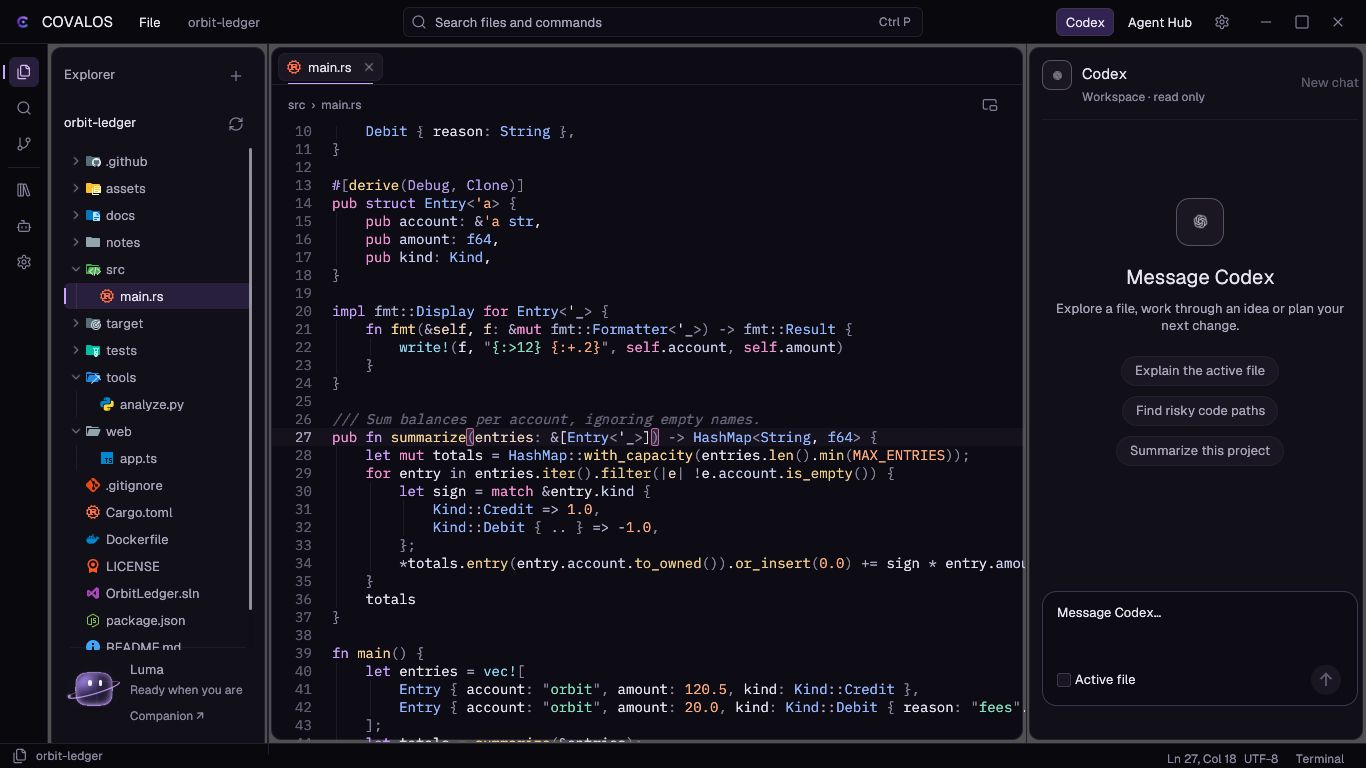 COVALOS File orbit-ledger
Search files and commands Ctrl P
Codex Agent Hub
Explorer
orbit-ledger
.github
assets
docs
notes
src
main.rs
target
tests
tools
analyze.py
web
app.ts
.gitignore
Cargo.toml
Dockerfile
LICENSE
OrbitLedger.sln
package.json
README.md
Luma
Ready when you are
Companion ↗
main.rs
src › main.rs
10     Debit { reason: String },
11 }
12
13 #[derive(Debug, Clone)]
14 pub struct Entry<'a> {
15     pub account: &'a str,
16     pub amount: f64,
17     pub kind: Kind,
18 }
19
20 impl fmt::Display for Entry<'_> {
21     fn fmt(&self, f: &mut fmt::Formatter<'_>) -> fmt::Result {
22         write!(f, "{:>12} {:+.2}", self.account, self.amount)
23     }
24 }
25
26 /// Sum balances per account, ignoring empty names.
27 pub fn summarize(entries: &[Entry<'_>]) -> HashMap<String, f64> {
28     let mut totals = HashMap::with_capacity(entries.len().min(MAX_ENTRIES));
29     for entry in entries.iter().filter(|e| !e.account.is_empty()) {
30         let sign = match &entry.kind {
31             Kind::Credit => 1.0,
32             Kind::Debit { .. } => -1.0,
33         };
34         *totals.entry(entry.account.to_owned()).or_insert(0.0) += sign * entry.amou
35     }
36     totals
37 }
38
39 fn main() {
40     let entries = vec![
41         Entry { account: "orbit", amount: 120.5, kind: Kind::Credit },
42         Entry { account: "orbit", amount: 20.0, kind: Kind::Debit { reason: "fees".
43     ];
44     let totals = summarize(&entries);
Codex
Workspace · read only
New chat
Message Codex
Explore a file, work through an idea or plan your
next change.
Explain the active file
Find risky code paths
Summarize this project
Message Codex…
Active file
orbit-ledger
Ln 27, Col 18 UTF-8 Terminal